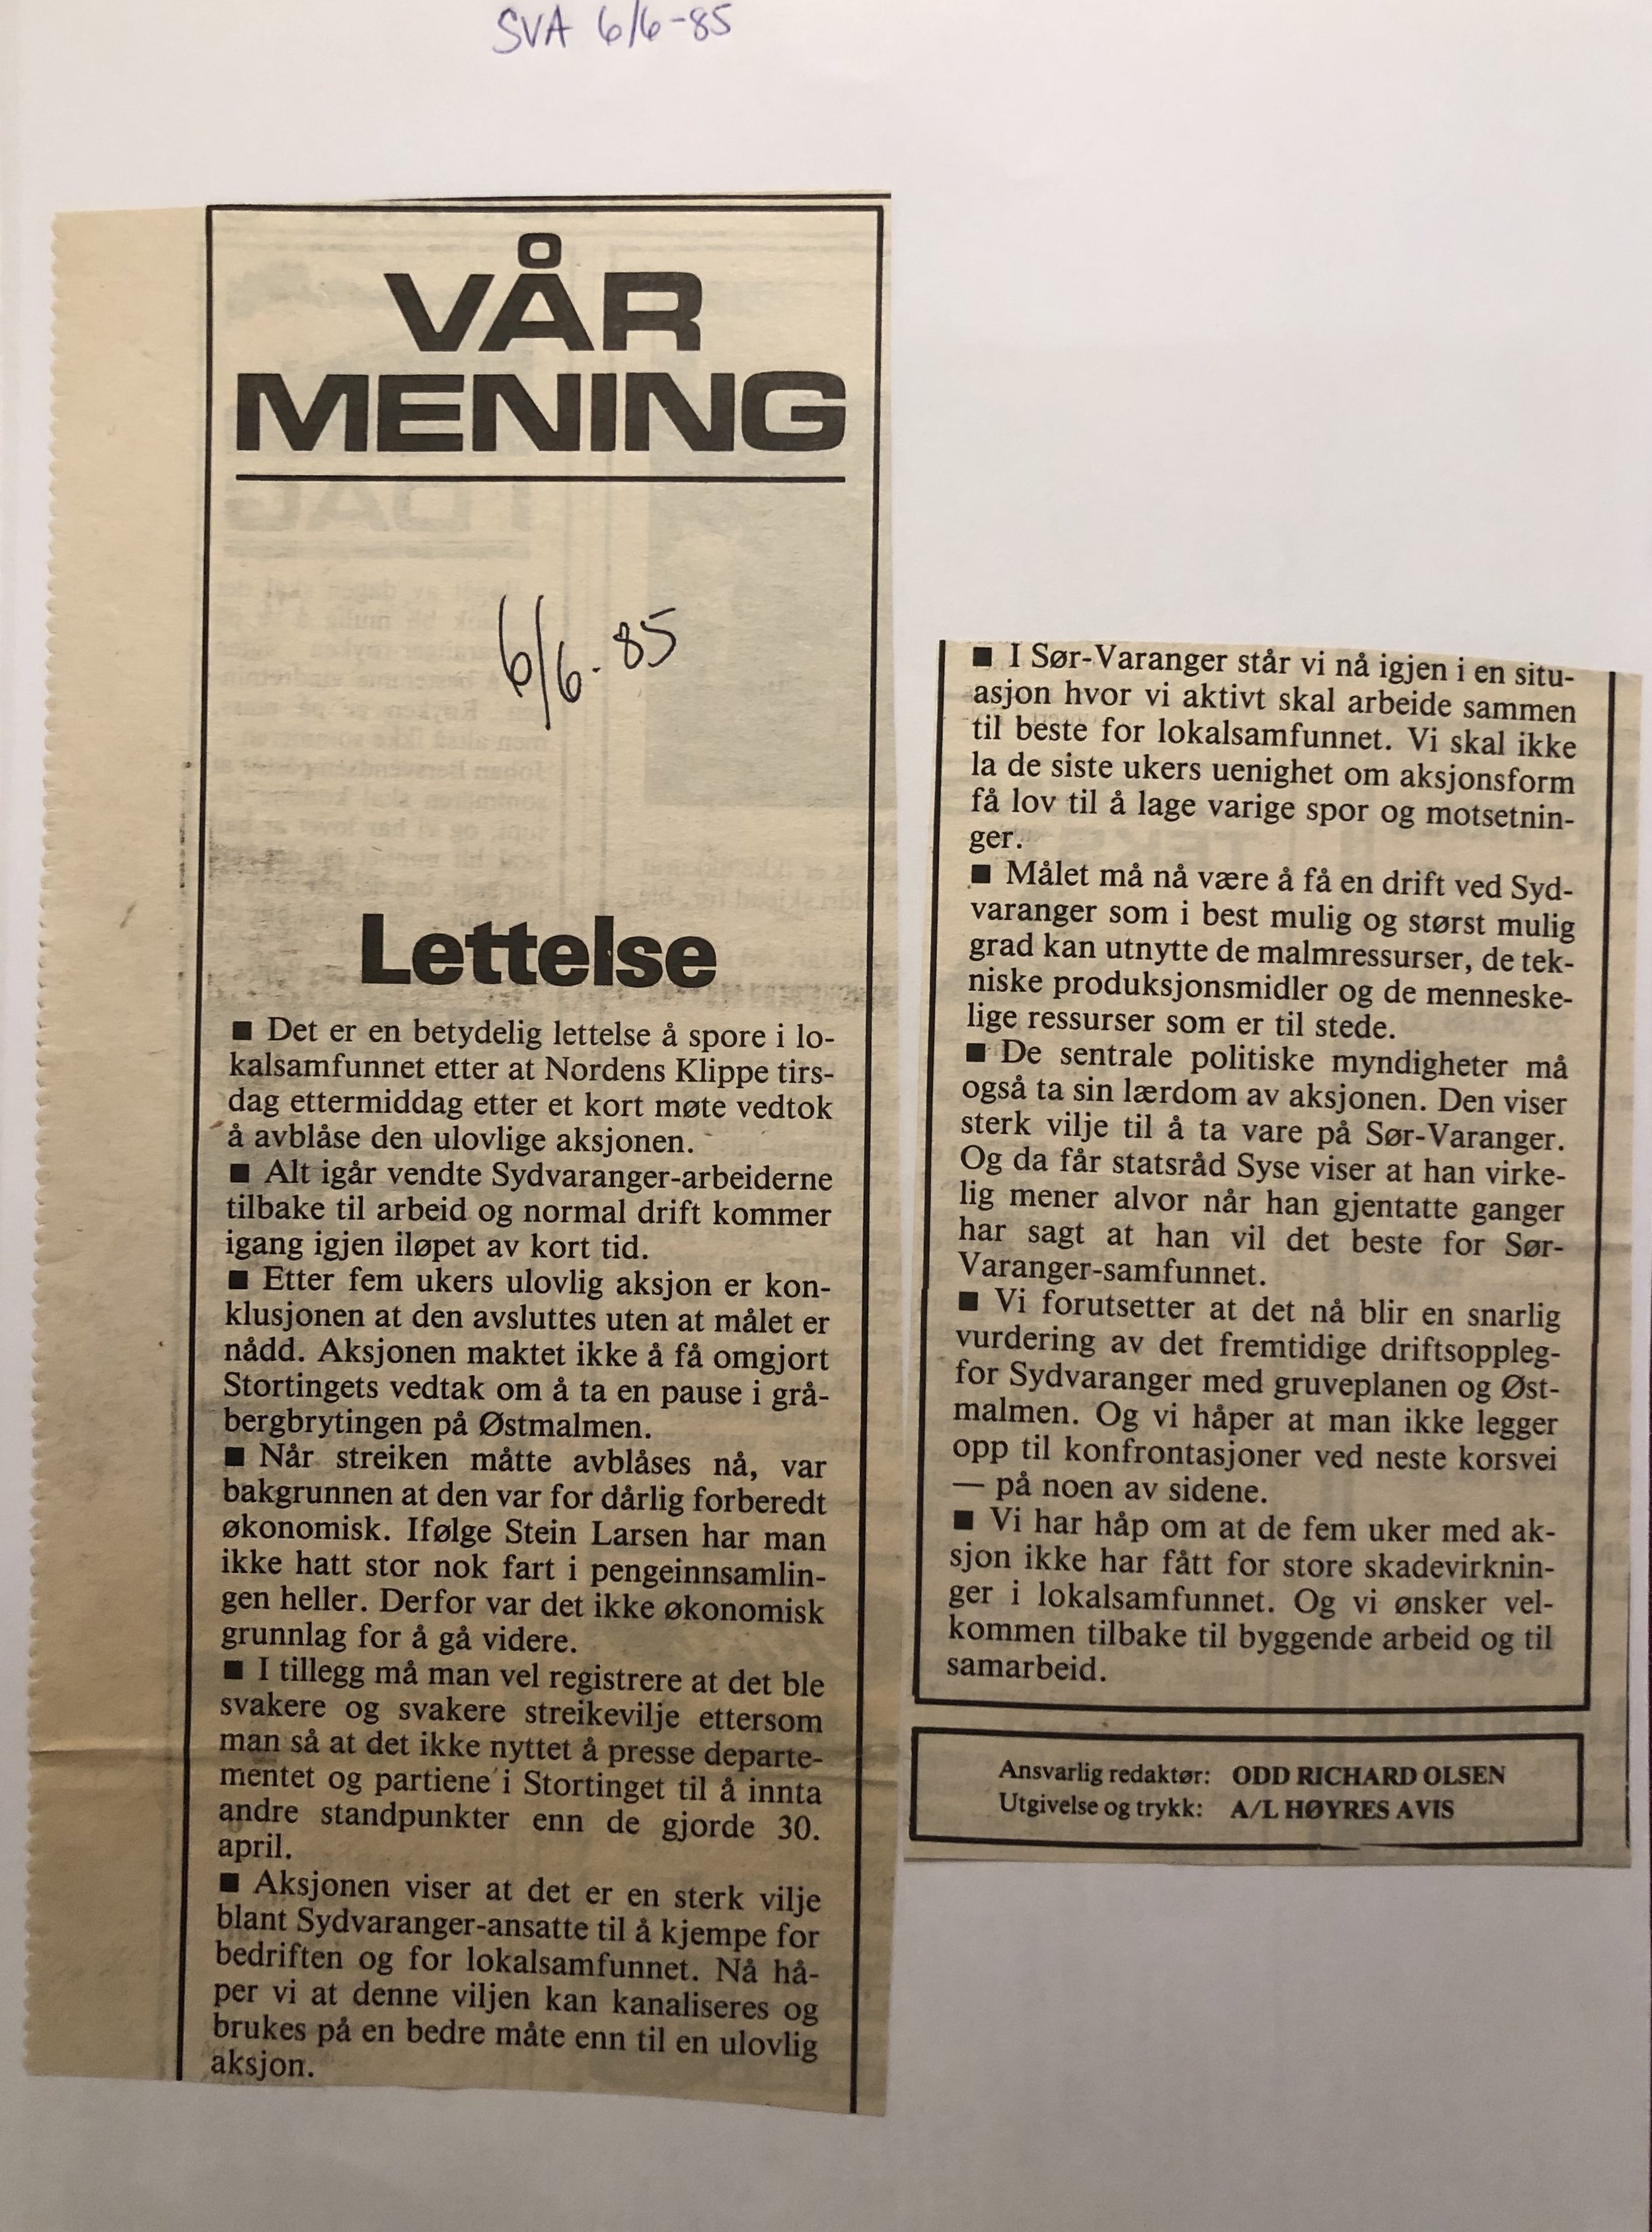 SVA 6/6-85
VÅR
MENING
6/6-85
Lettelse
■ Det er en betydelig lettelse å spore i lo-
kalsamfunnet etter at Nordens Klippe tirs-
dag ettermiddag etter et kort møte vedtok
å avblåse den ulovlige aksjonen.
■ Alt igår vendte Sydvaranger-arbeiderne
tilbake til arbeid og normal drift kommer
igang igjen iløpet av kort tid.
■ Etter fem ukers ulovlig aksjon er kon-
klusjonen at den avsluttes uten at målet er
nådd. Aksjonen maktet ikke å få omgjort
Stortingets vedtak om å ta en pause i grå-
bergbrytingen på Østmalmen.
■ Når streiken måtte avblåses nå, var
bakgrunnen at den var for dårlig forberedt
økonomisk. Ifølge Stein Larsen har man
ikke hatt stor nok fart i pengeinnsamlin-
gen heller. Derfor var det ikke økonomisk
grunnlag for å gå videre.
■ I tillegg må man vel registrere at det ble
svakere og svakere streikevilje ettersom
man så at det ikke nyttet å presse departe-
mentet og partiene i Stortinget til å innta
andre standpunkter enn de gjorde 30.
april.
■ Aksjonen viser at det er en sterk vilje
blant Sydvaranger-ansatte til å kjempe for
bedriften og for lokalsamfunnet. Nå hå-
per vi at denne viljen kan kanaliseres og
brukes på en bedre måte enn til en ulovlig
aksjon.
■ I Sør-Varanger står vi nå igjen i en situ-
asjon hvor vi aktivt skal arbeide sammen
til beste for lokalsamfunnet. Vi skal ikke
la de siste ukers uenighet om aksjonsform
få lov til å lage varige spor og motsetnin-
ger.
■ Målet må nå være å få en drift ved Syd-
varanger som i best mulig og størst mulig
grad kan utnytte de malmressurser, de tek-
niske produksjonsmidler og de menneske-
lige ressurser som er til stede.
■ De sentrale politiske myndigheter må
også ta sin lærdom av aksjonen. Den viser
sterk vilje til å ta vare på Sør-Varanger.
Og da får statsråd Syse viser at han virke-
lig mener alvor når han gjentatte ganger
har sagt at han vil det beste for Sør-
Varanger-samfunnet.
■ Vi forutsetter at det nå blir en snarlig
vurdering av det fremtidige driftsoppleg-
for Sydvaranger med gruveplanen og Øst-
malmen. Og vi håper at man ikke legger
opp til konfrontasjoner ved neste korsvei
— på noen av sidene.
■ Vi har håp om at de fem uker med ak-
sjon ikke har fått for store skadevirknin-
ger i lokalsamfunnet. Og vi ønsker vel-
kommen tilbake til byggende arbeid og til
samarbeid.
Ansvarlig redaktør: ODD RICHARD OLSEN
Utgivelse og trykk: A/L HØYRES AVIS